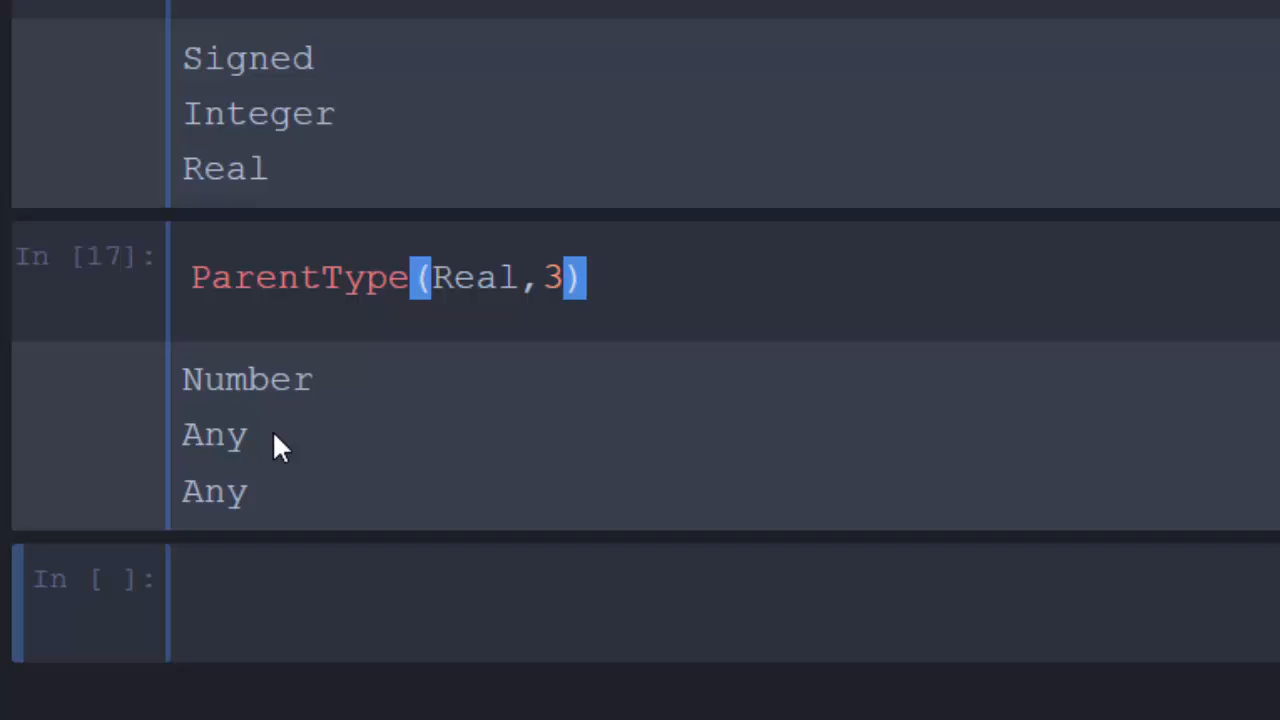 Signed
Integer
Real
In [17]:
ParentType(Real,3)
Number
Any
Any
In [ ]: